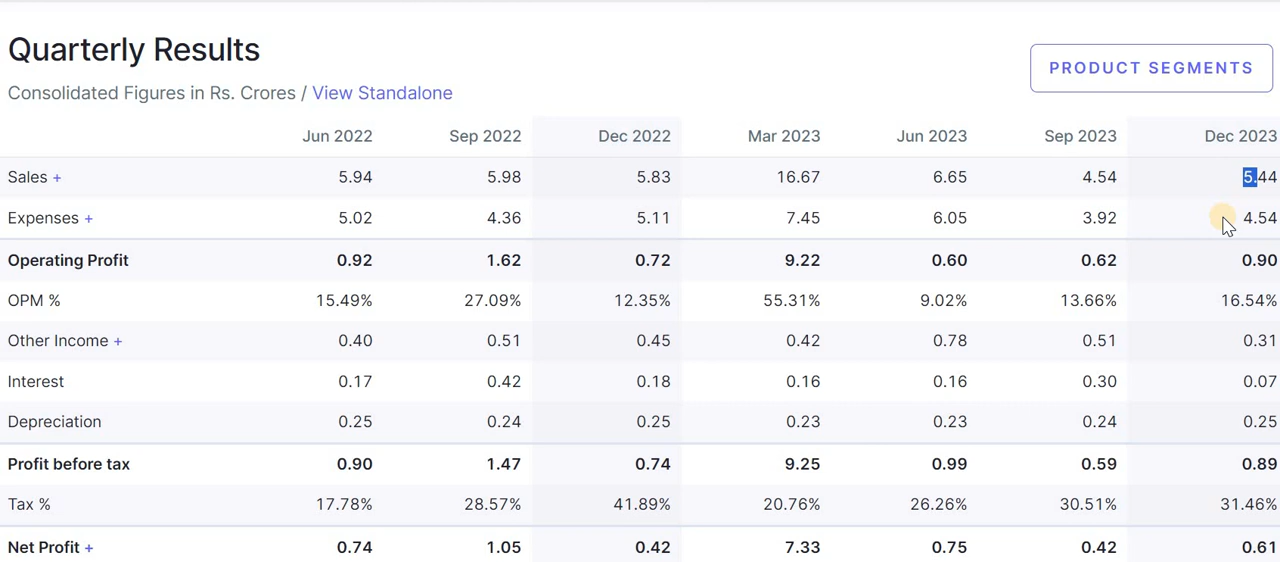 Quarterly Results
PRODUCT SEGMENTS
Consolidated Figures in Rs. Crores / View Standalone
Jun 2022 Sep 2022 Dec 2022 Mar 2023 Jun 2023 Sep 2023 Dec 2023
Sales + 5.94 5.98 5.83 16.67 6.65 4.54 5.44
Expenses + 5.02 4.36 5.11 7.45 6.05 3.92 4.54
Operating Profit 0.92 1.62 0.72 9.22 0.60 0.62 0.90
OPM % 15.49% 27.09% 12.35% 55.31% 9.02% 13.66% 16.54%
Other Income + 0.40 0.51 0.45 0.42 0.78 0.51 0.31
Interest 0.17 0.42 0.18 0.16 0.16 0.30 0.07
Depreciation 0.25 0.24 0.25 0.23 0.23 0.24 0.25
Profit before tax 0.90 1.47 0.74 9.25 0.99 0.59 0.89
Tax % 17.78% 28.57% 41.89% 20.76% 26.26% 30.51% 31.46%
Net Profit + 0.74 1.05 0.42 7.33 0.75 0.42 0.61